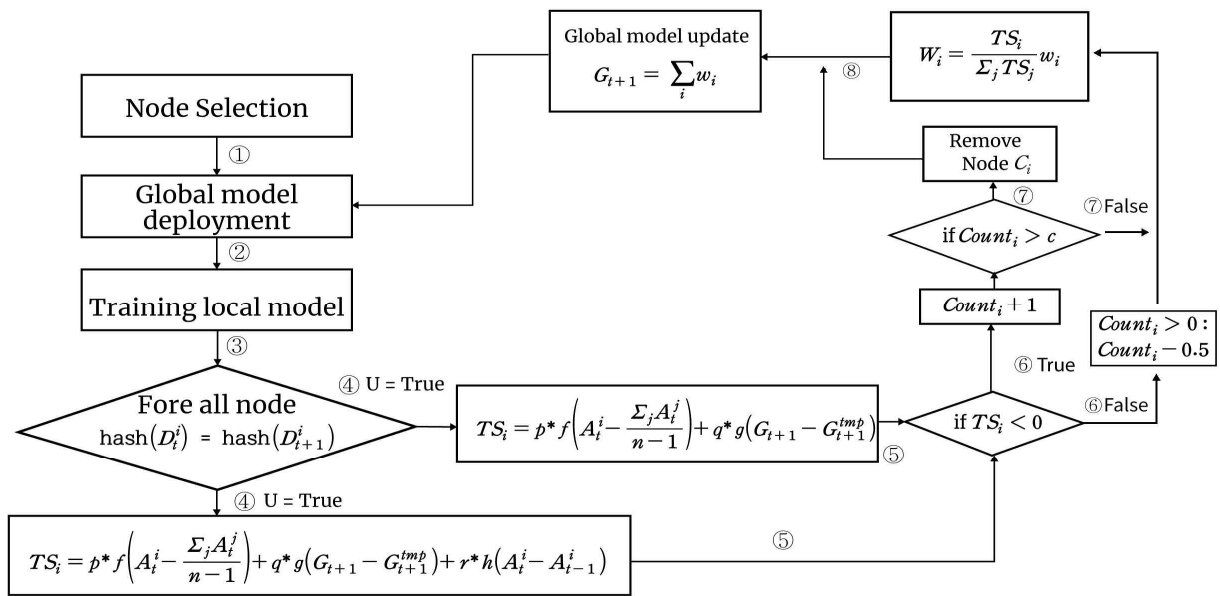 Node Selection
①
Global model
deployment
②
Training local model
③
Fore all node
hash(D_t^i) = hash(D_{t+1}^i)
④ U = True
TS_i = p* f(A_t^i − Σ_j A_t^j / n−1) + q* g(G_{t+1} − G_{t+1}^{tmp})
⑤
④ U = True
TS_i = p* f(A_t^i − Σ_j A_t^j / n−1) + q* g(G_{t+1} − G_{t+1}^{tmp}) + r* h(A_t^i − A_{t−1}^i)
⑤
if TS_i < 0
⑥ True
⑥ False
Count_i + 1
Count_i > 0 :
Count_i − 0.5
if Count_i > c
⑦
⑦ False
Remove
Node C_i
W_i = TS_i / Σ_j TS_j w_i
⑧
Global model update
G_{t+1} = Σ_i w_i